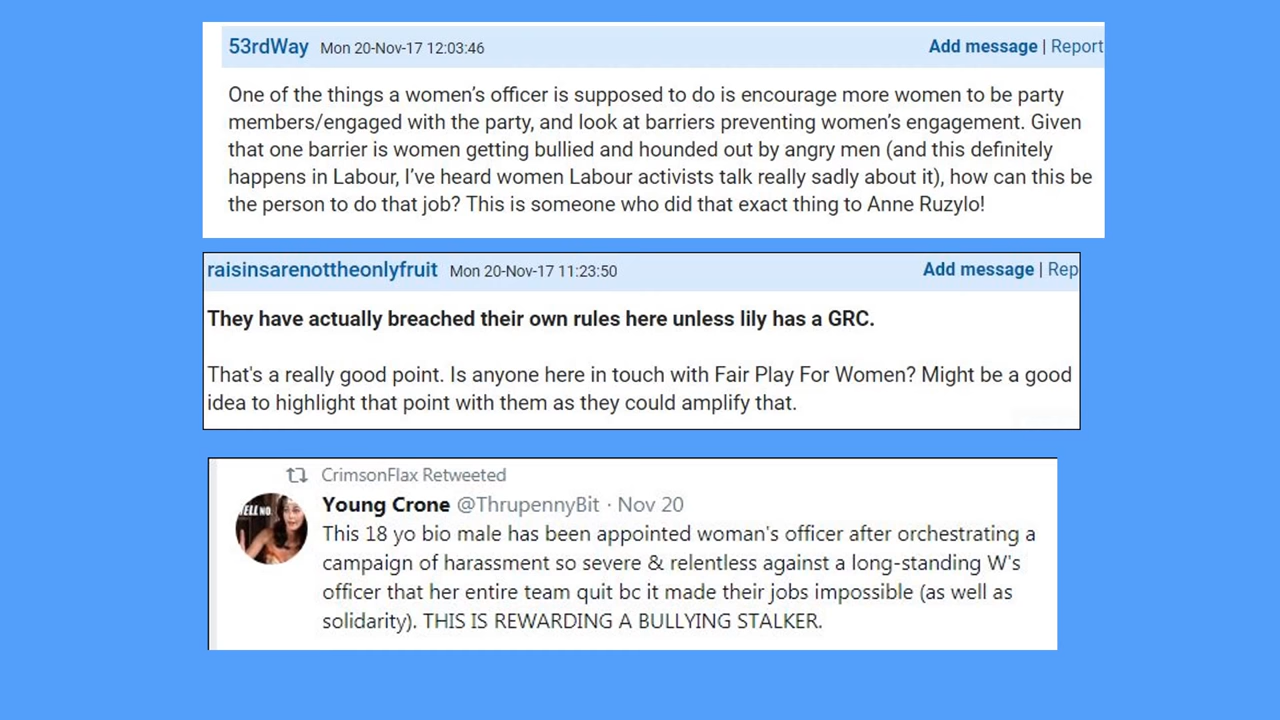 53rdWay Mon 20-Nov-17 12:03:46 Add message | Report
One of the things a women's officer is supposed to do is encourage more women to be party
members/engaged with the party, and look at barriers preventing women's engagement. Given
that one barrier is women getting bullied and hounded out by angry men (and this definitely
happens in Labour, I've heard women Labour activists talk really sadly about it), how can this be
the person to do that job? This is someone who did that exact thing to Anne Ruzylo!
raisinsarenottheonlyfruit Mon 20-Nov-17 11:23:50 Add message | Rep
They have actually breached their own rules here unless lily has a GRC.
That's a really good point. Is anyone here in touch with Fair Play For Women? Might be a good
idea to highlight that point with them as they could amplify that.
CrimsonFlax Retweeted
Young Crone @ThrupennyBit · Nov 20
This 18 yo bio male has been appointed woman's officer after orchestrating a
campaign of harassment so severe & relentless against a long-standing W's
officer that her entire team quit bc it made their jobs impossible (as well as
solidarity). THIS IS REWARDING A BULLYING STALKER.
ELL NO.